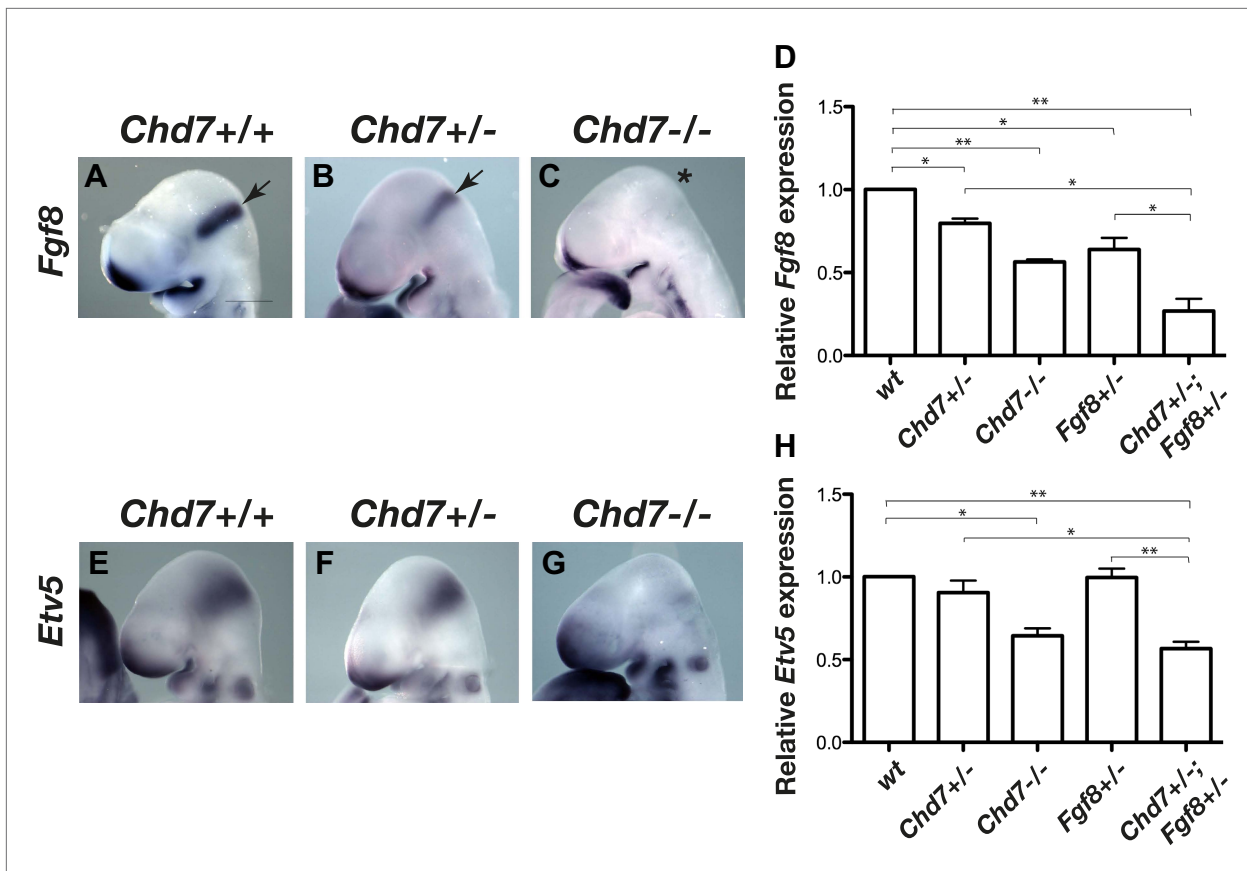 Chd7+/+ Chd7+/- Chd7-/-
Fgf8
A B C
*
D
Relative Fgf8 expression
1.5
1.0
0.5
0.0
**
*
**
*
*
*
wt
Chd7+/-
Chd7-/-
Fgf8+/-
Chd7+/-;
Fgf8+/-
Chd7+/+ Chd7+/- Chd7-/-
Etv5
E F G
H
Relative Etv5 expression
1.5
1.0
0.5
0.0
**
*
*
**
wt
Chd7+/-
Chd7-/-
Fgf8+/-
Chd7+/-;
Fgf8+/-